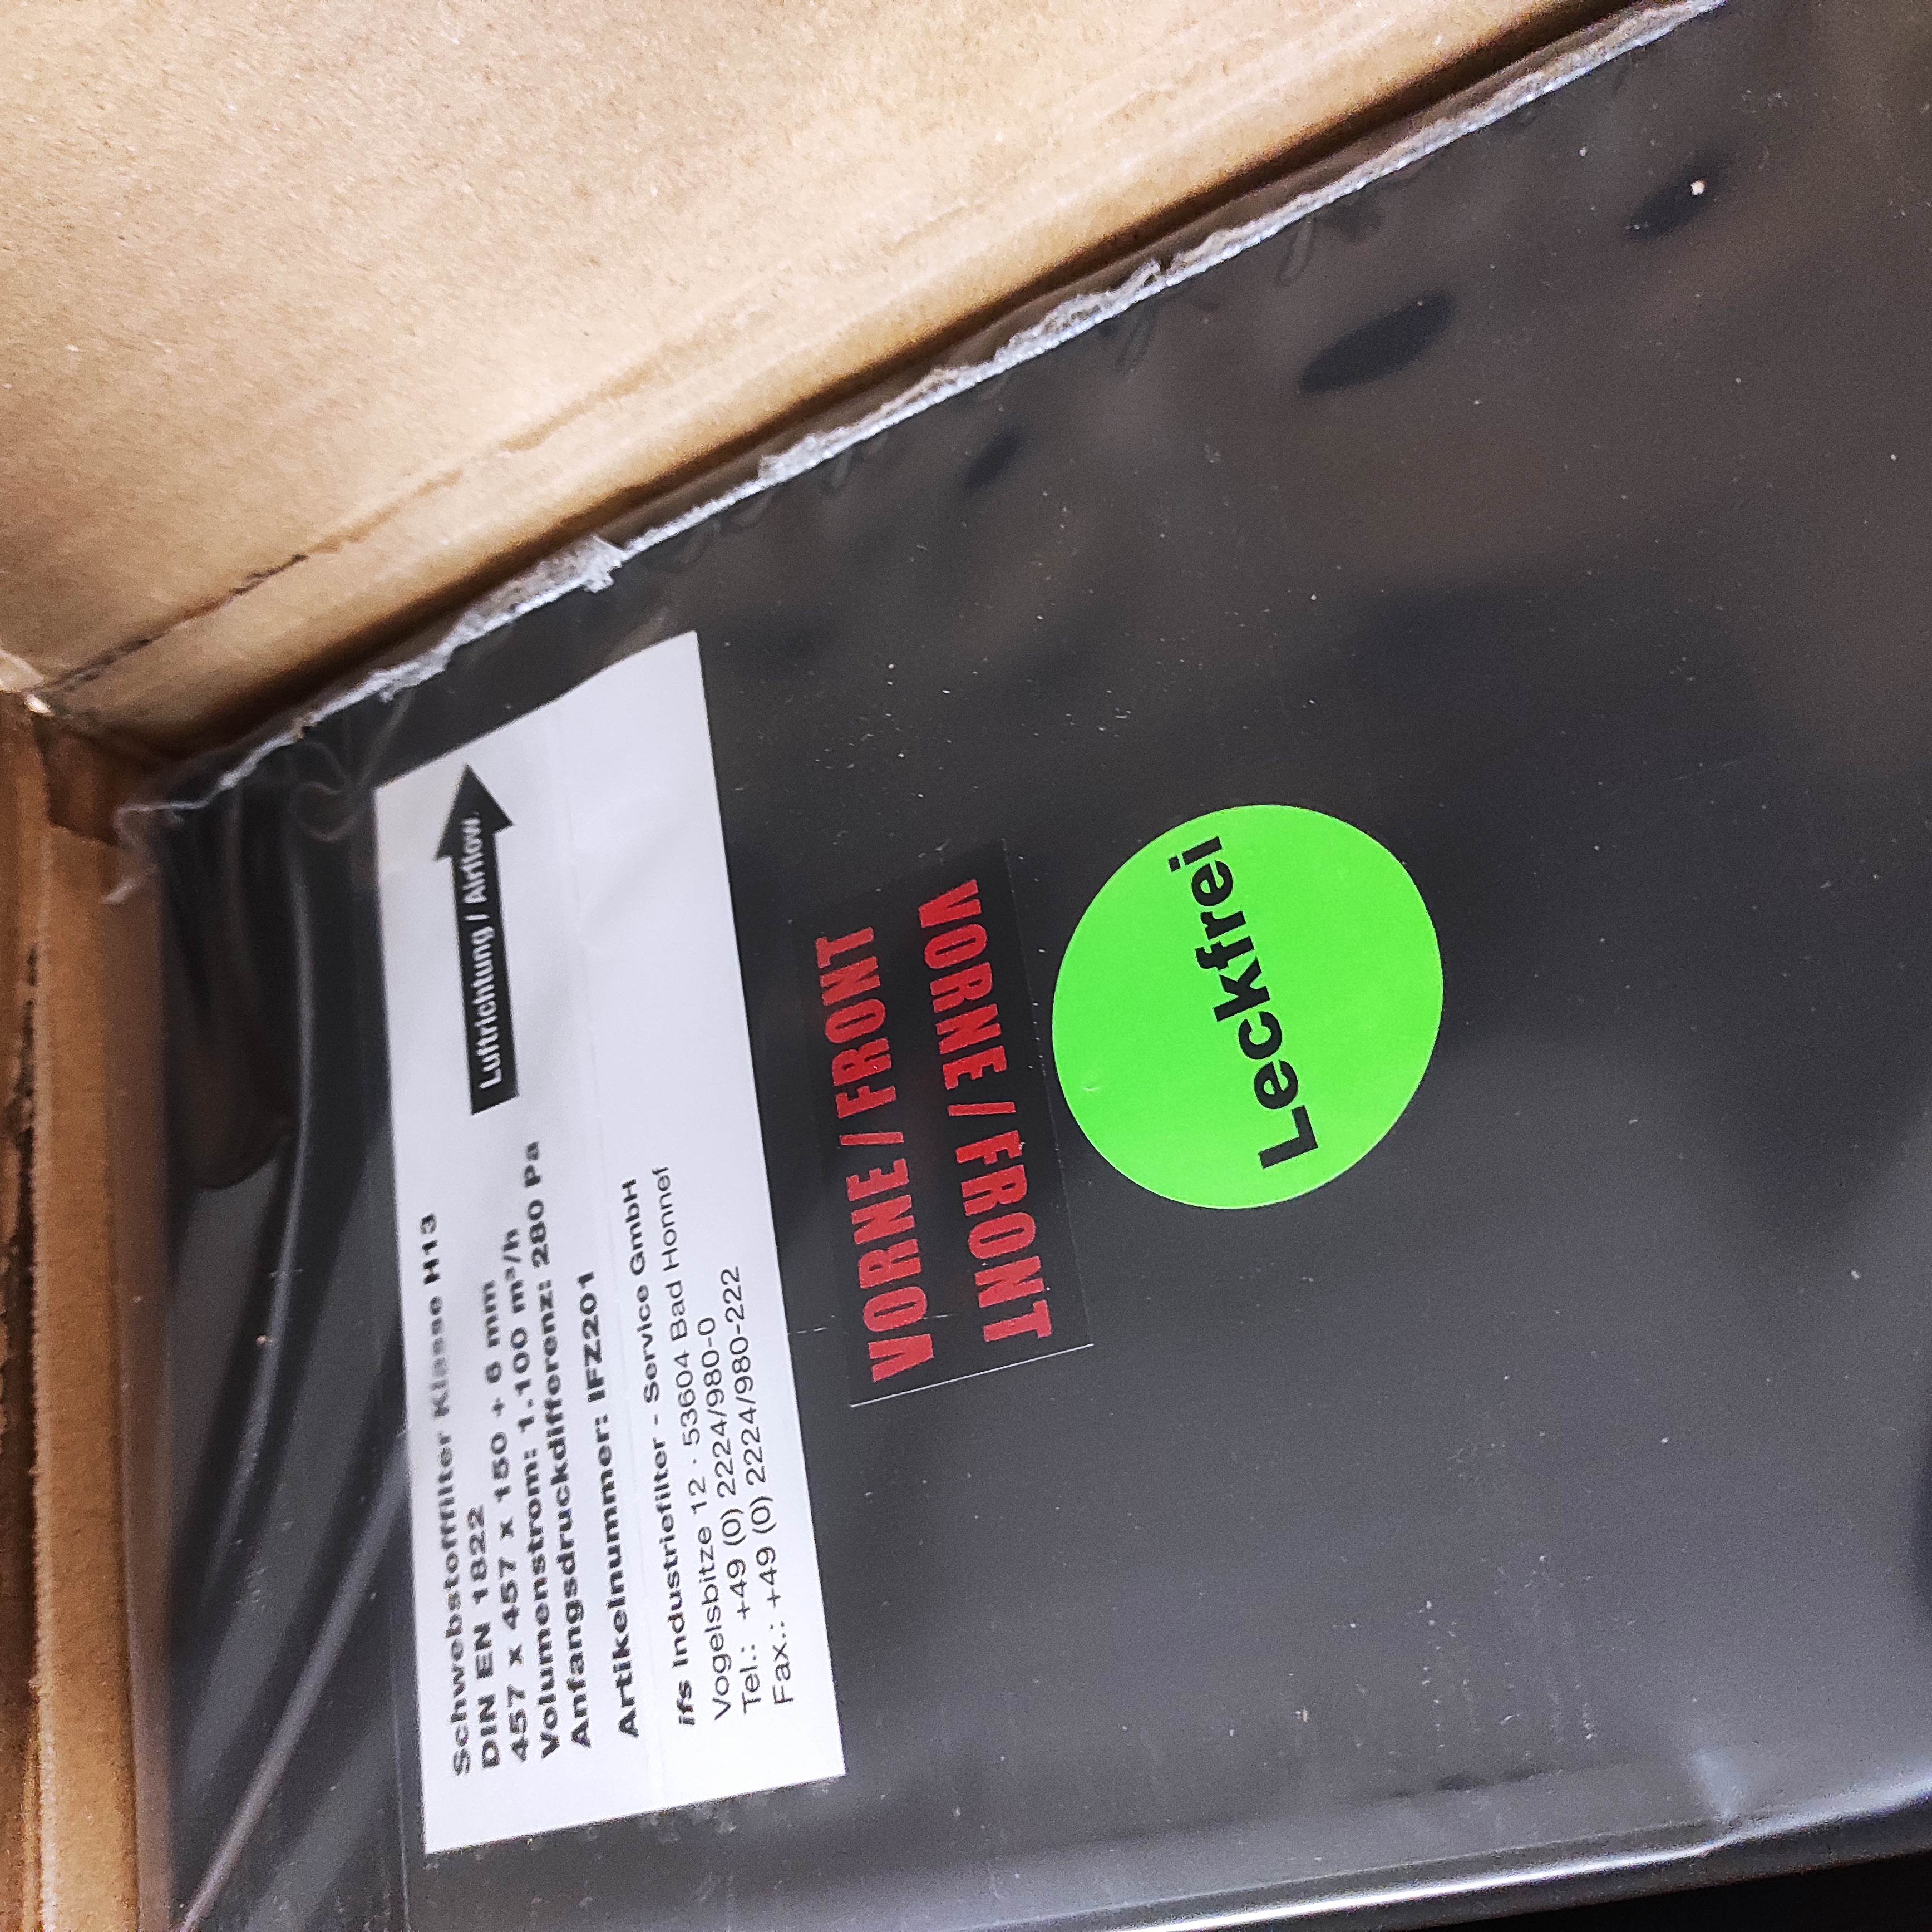 Schwebstofffilter Klasse H13
DIN EN 1822
457 x 457 x 150 + 6 mm
Volumenstrom: 1.100 m³/h
Anfangsdruckdifferenz: 280 Pa
Artikelnummer: IFZ201
ifs Industriefilter - Service GmbH
Vogelsbitze 12 · 53604 Bad Honnef
Tel.: +49 (0) 2224/980-0
Fax.: +49 (0) 2224/980-222
Luftrichtung / Airflow
VORNE / FRONT
VORNE / FRONT
Leckfrei